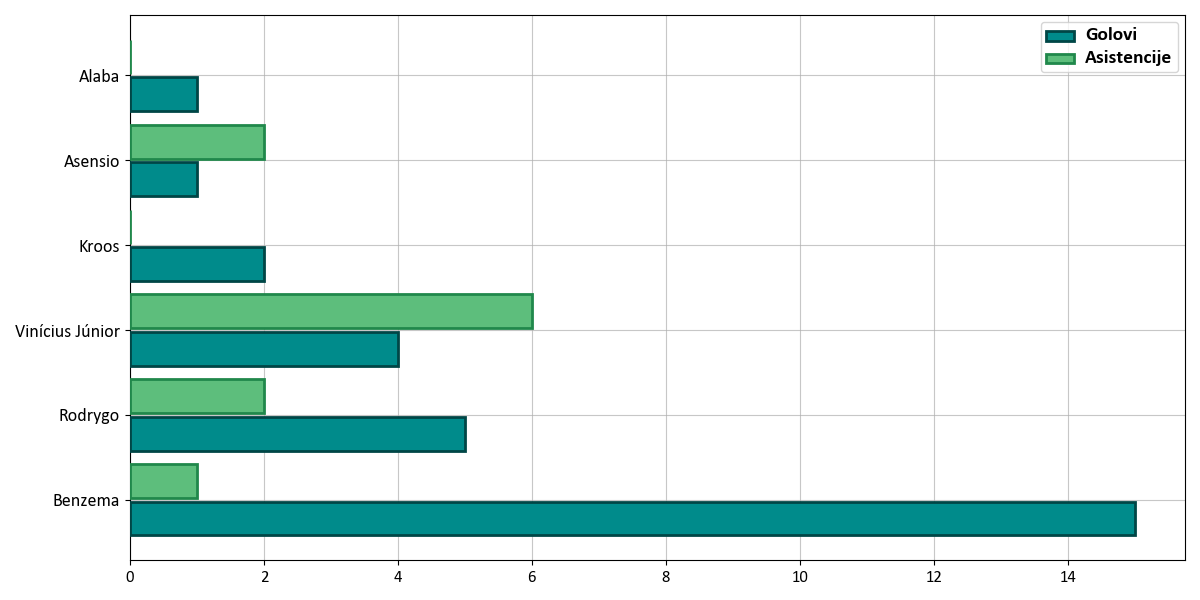 Golovi
Asistencije
Alaba
Asensio
Kroos
Vinícius Júnior
Rodrygo
Benzema
0 2 4 6 8 10 12 14